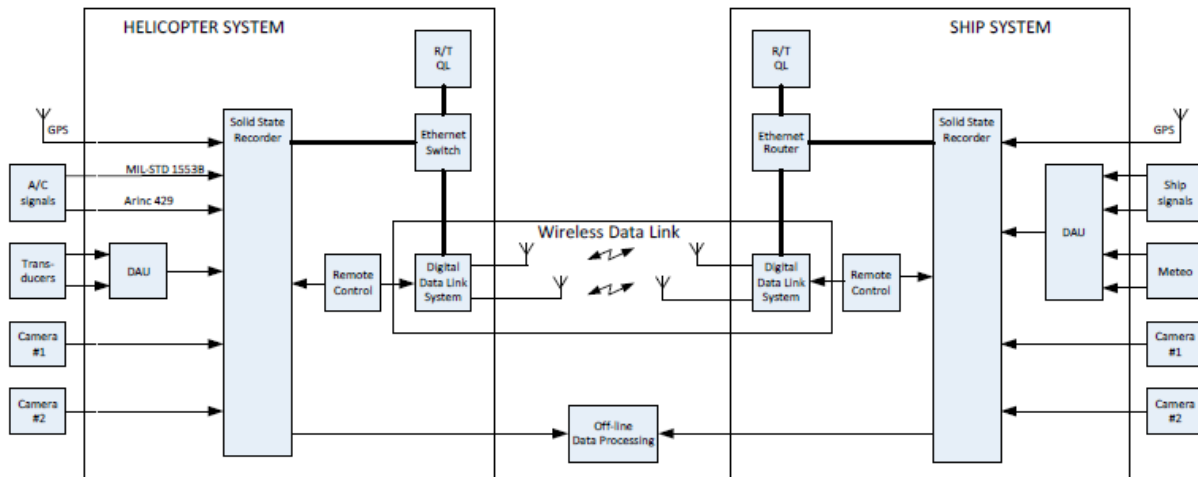 HELICOPTER SYSTEM
SHIP SYSTEM
R/T
QL
R/T
QL
GPS
Solid State
Recorder
Ethernet
Switch
Ethernet
Router
Solid State
Recorder
GPS
A/C
signals
MIL-STD 1553B
Arinc 429
Ship
signals
DAU
Wireless Data Link
Trans-
ducers
DAU
Remote
Control
Digital
Data Link
System
Digital
Data Link
System
Remote
Control
Meteo
Camera
#1
Camera
#1
Camera
#2
Off-line
Data Processing
Camera
#2